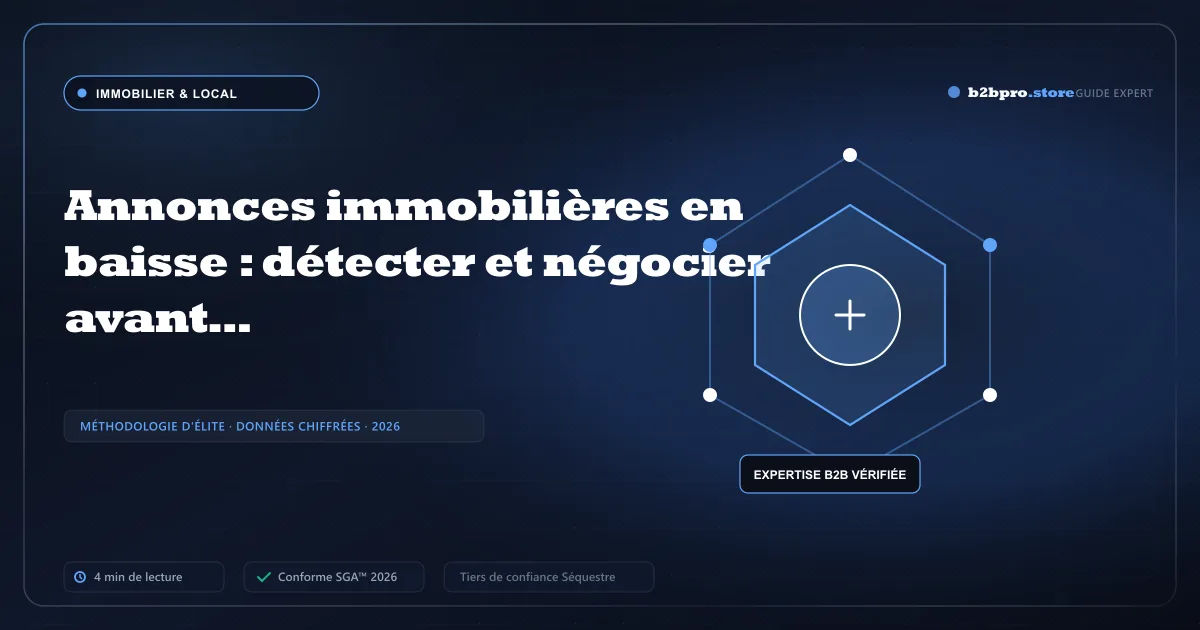 IMMOBILIER & LOCAL
b2bpro.store GUIDE EXPERT
Annonces immobilières en
baisse : détecter et négocier
avant...
MÉTHODOLOGIE D'ÉLITE · DONNÉES CHIFFRÉES · 2026
EXPERTISE B2B VÉRIFIÉE
4 min de lecture
Conforme SGA™ 2026
Tiers de confiance Séquestre